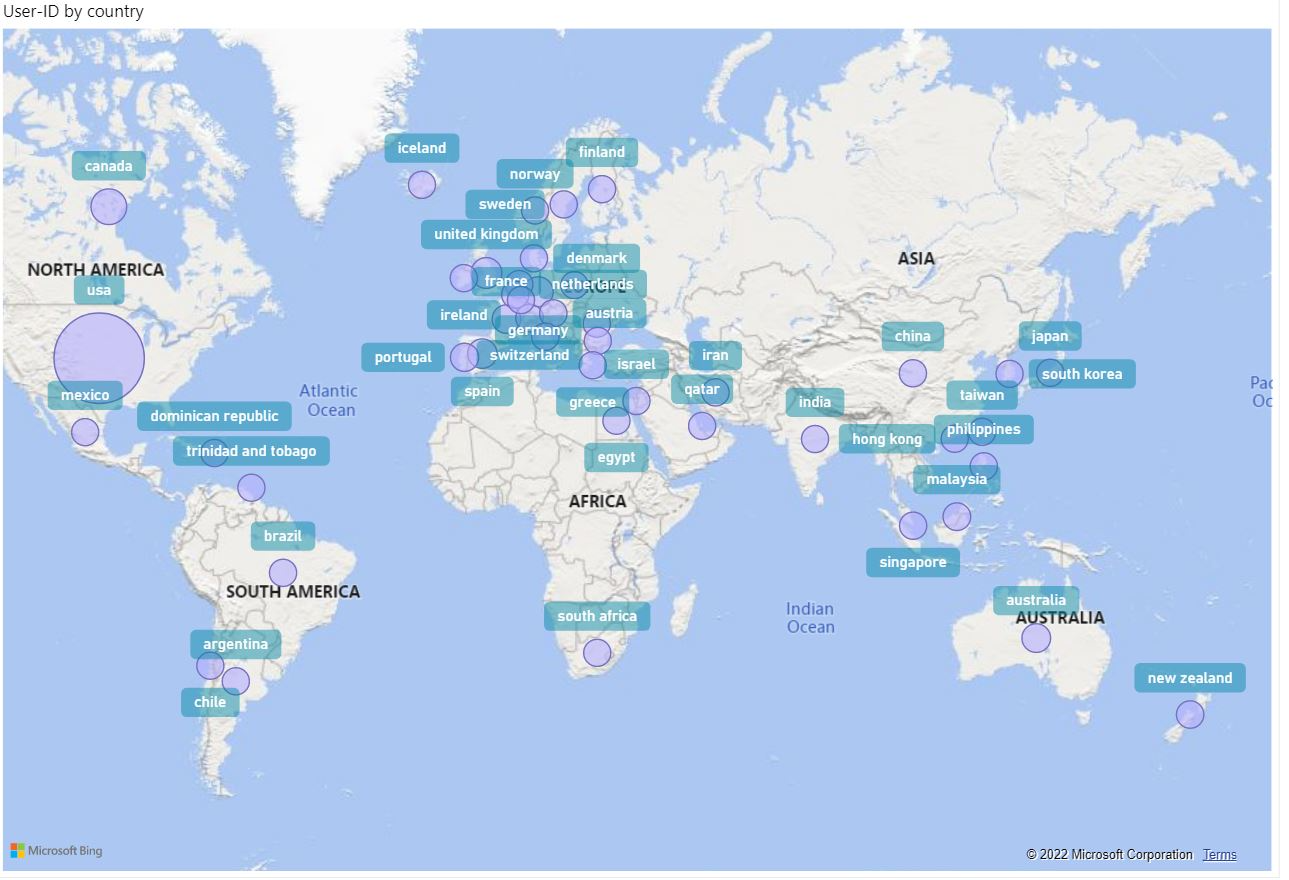 User-ID by country
iceland
canada
finland
norway
sweden
united kingdom
denmark
ASIA
NORTH AMERICA
usa
france
netherlands
ireland
austria
germany
china
japan
portugal
switzerland
israel
iran
south korea
Atlantic
Ocean
mexico
spain
greece
qatar
india
taiwan
dominican republic
hong kong
philippines
trinidad and tobago
egypt
malaysia
AFRICA
brazil
singapore
SOUTH AMERICA
south africa
Indian
Ocean
australia
AUSTRALIA
argentina
new zealand
chile
Microsoft Bing
© 2022 Microsoft Corporation Terms